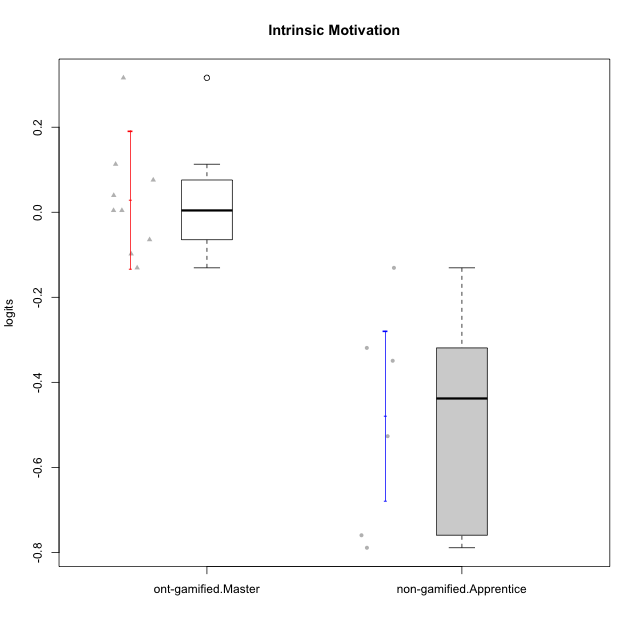 Intrinsic Motivation
logits
0.2
0.0
-0.2
-0.4
-0.6
-0.8
ont-gamified.Master
non-gamified.Apprentice